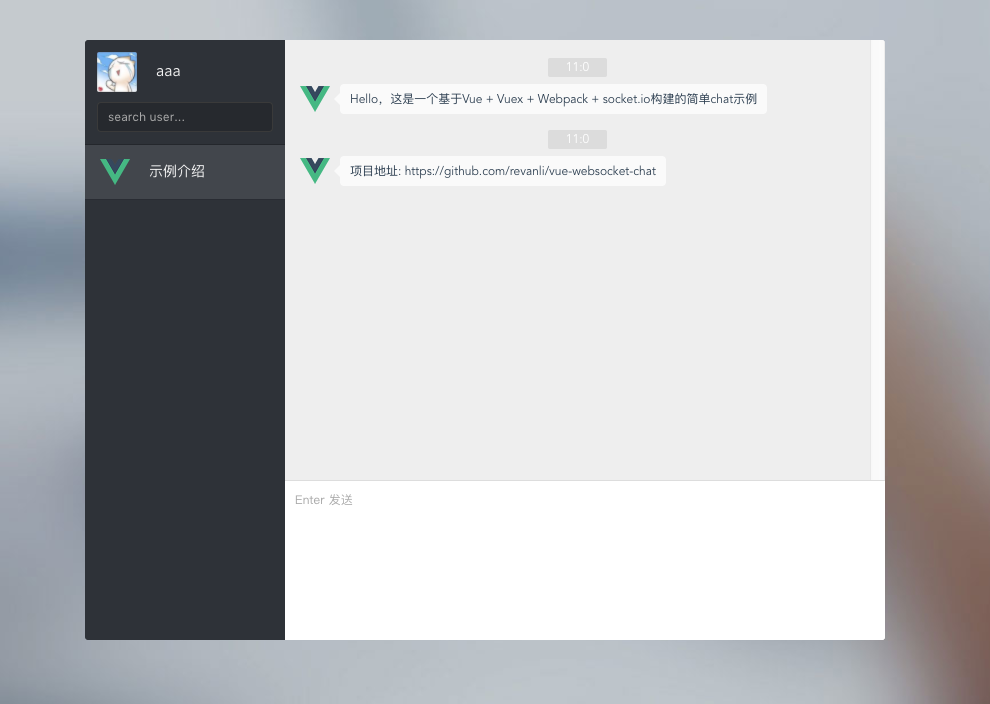 aaa
search user...
示例介绍
11:0
Hello，这是一个基于Vue + Vuex + Webpack + socket.io构建的简单chat示例
11:0
项目地址: https://github.com/revanli/vue-websocket-chat
Enter 发送